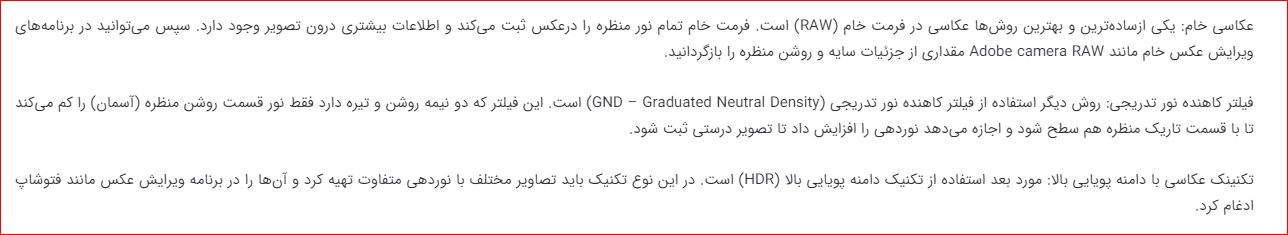 عکاسی خام: یکی ازساده‌ترین و بهترین روش‌ها عکاسی در فرمت خام (RAW) است. فرمت خام تمام نور منظره را درعکس ثبت می‌کند و اطلاعات بیشتری درون تصویر وجود دارد. سپس می‌توانید در برنامه‌های
ویرایش عکس خام مانند Adobe camera RAW مقداری از جزئیات سایه و روشن منظره را بازگردانید.
فیلتر کاهنده نور تدریجی: روش دیگر استفاده از فیلتر کاهنده نور تدریجی (GND – Graduated Neutral Density) است. این فیلتر که دو نیمه روشن و تیره دارد فقط نور قسمت روشن منظره (آسمان) را کم می‌کند
تا با قسمت تاریک منظره هم سطح شود و اجازه می‌دهد نوردهی را افزایش داد تا تصویر درستی ثبت شود.
تکنینک عکاسی با دامنه پویایی بالا: مورد بعد استفاده از تکنیک دامنه پویایی بالا (HDR) است. در این نوع تکنیک باید تصاویر مختلف با نوردهی متفاوت تهیه کرد و آن‌ها را در برنامه ویرایش عکس مانند فتوشاپ
ادغام کرد.